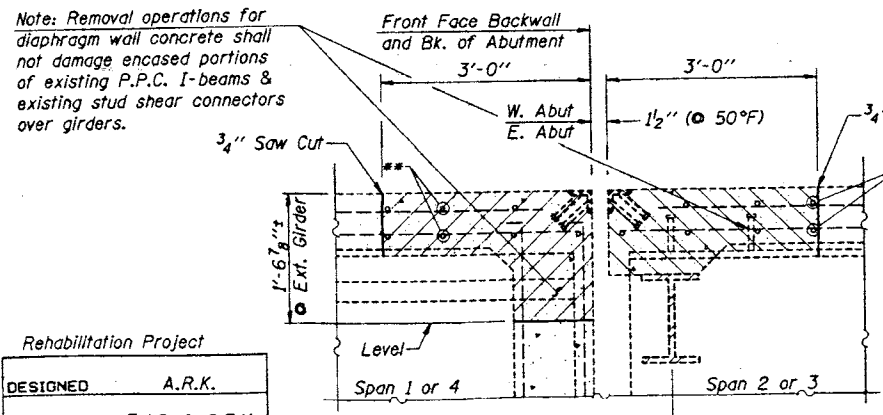 Note: Removal operations for
diaphragm wall concrete shall
not damage encased portions
of existing P.P.C. I-beams &
existing stud shear connectors
over girders.
Front Face Backwall
and Bk. of Abutment
3'-0"
3'-0"
W. Abut
E. Abut
1½" (@ 50°F)
¾" Saw Cut
**
¾"
1'-6⅞"±
@ Ext. Girder
Level
Span 1 or 4
Span 2 or 3
Rehabilitation Project
DESIGNED A.R.K.